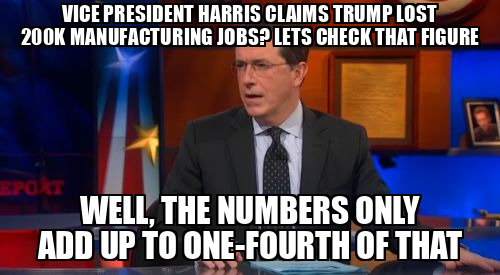 VICE PRESIDENT HARRIS CLAIMS TRUMP LOST
200K MANUFACTURING JOBS? LETS CHECK THAT FIGURE
EPORT
WELL, THE NUMBERS ONLY
ADD UP TO ONE-FOURTH OF THAT